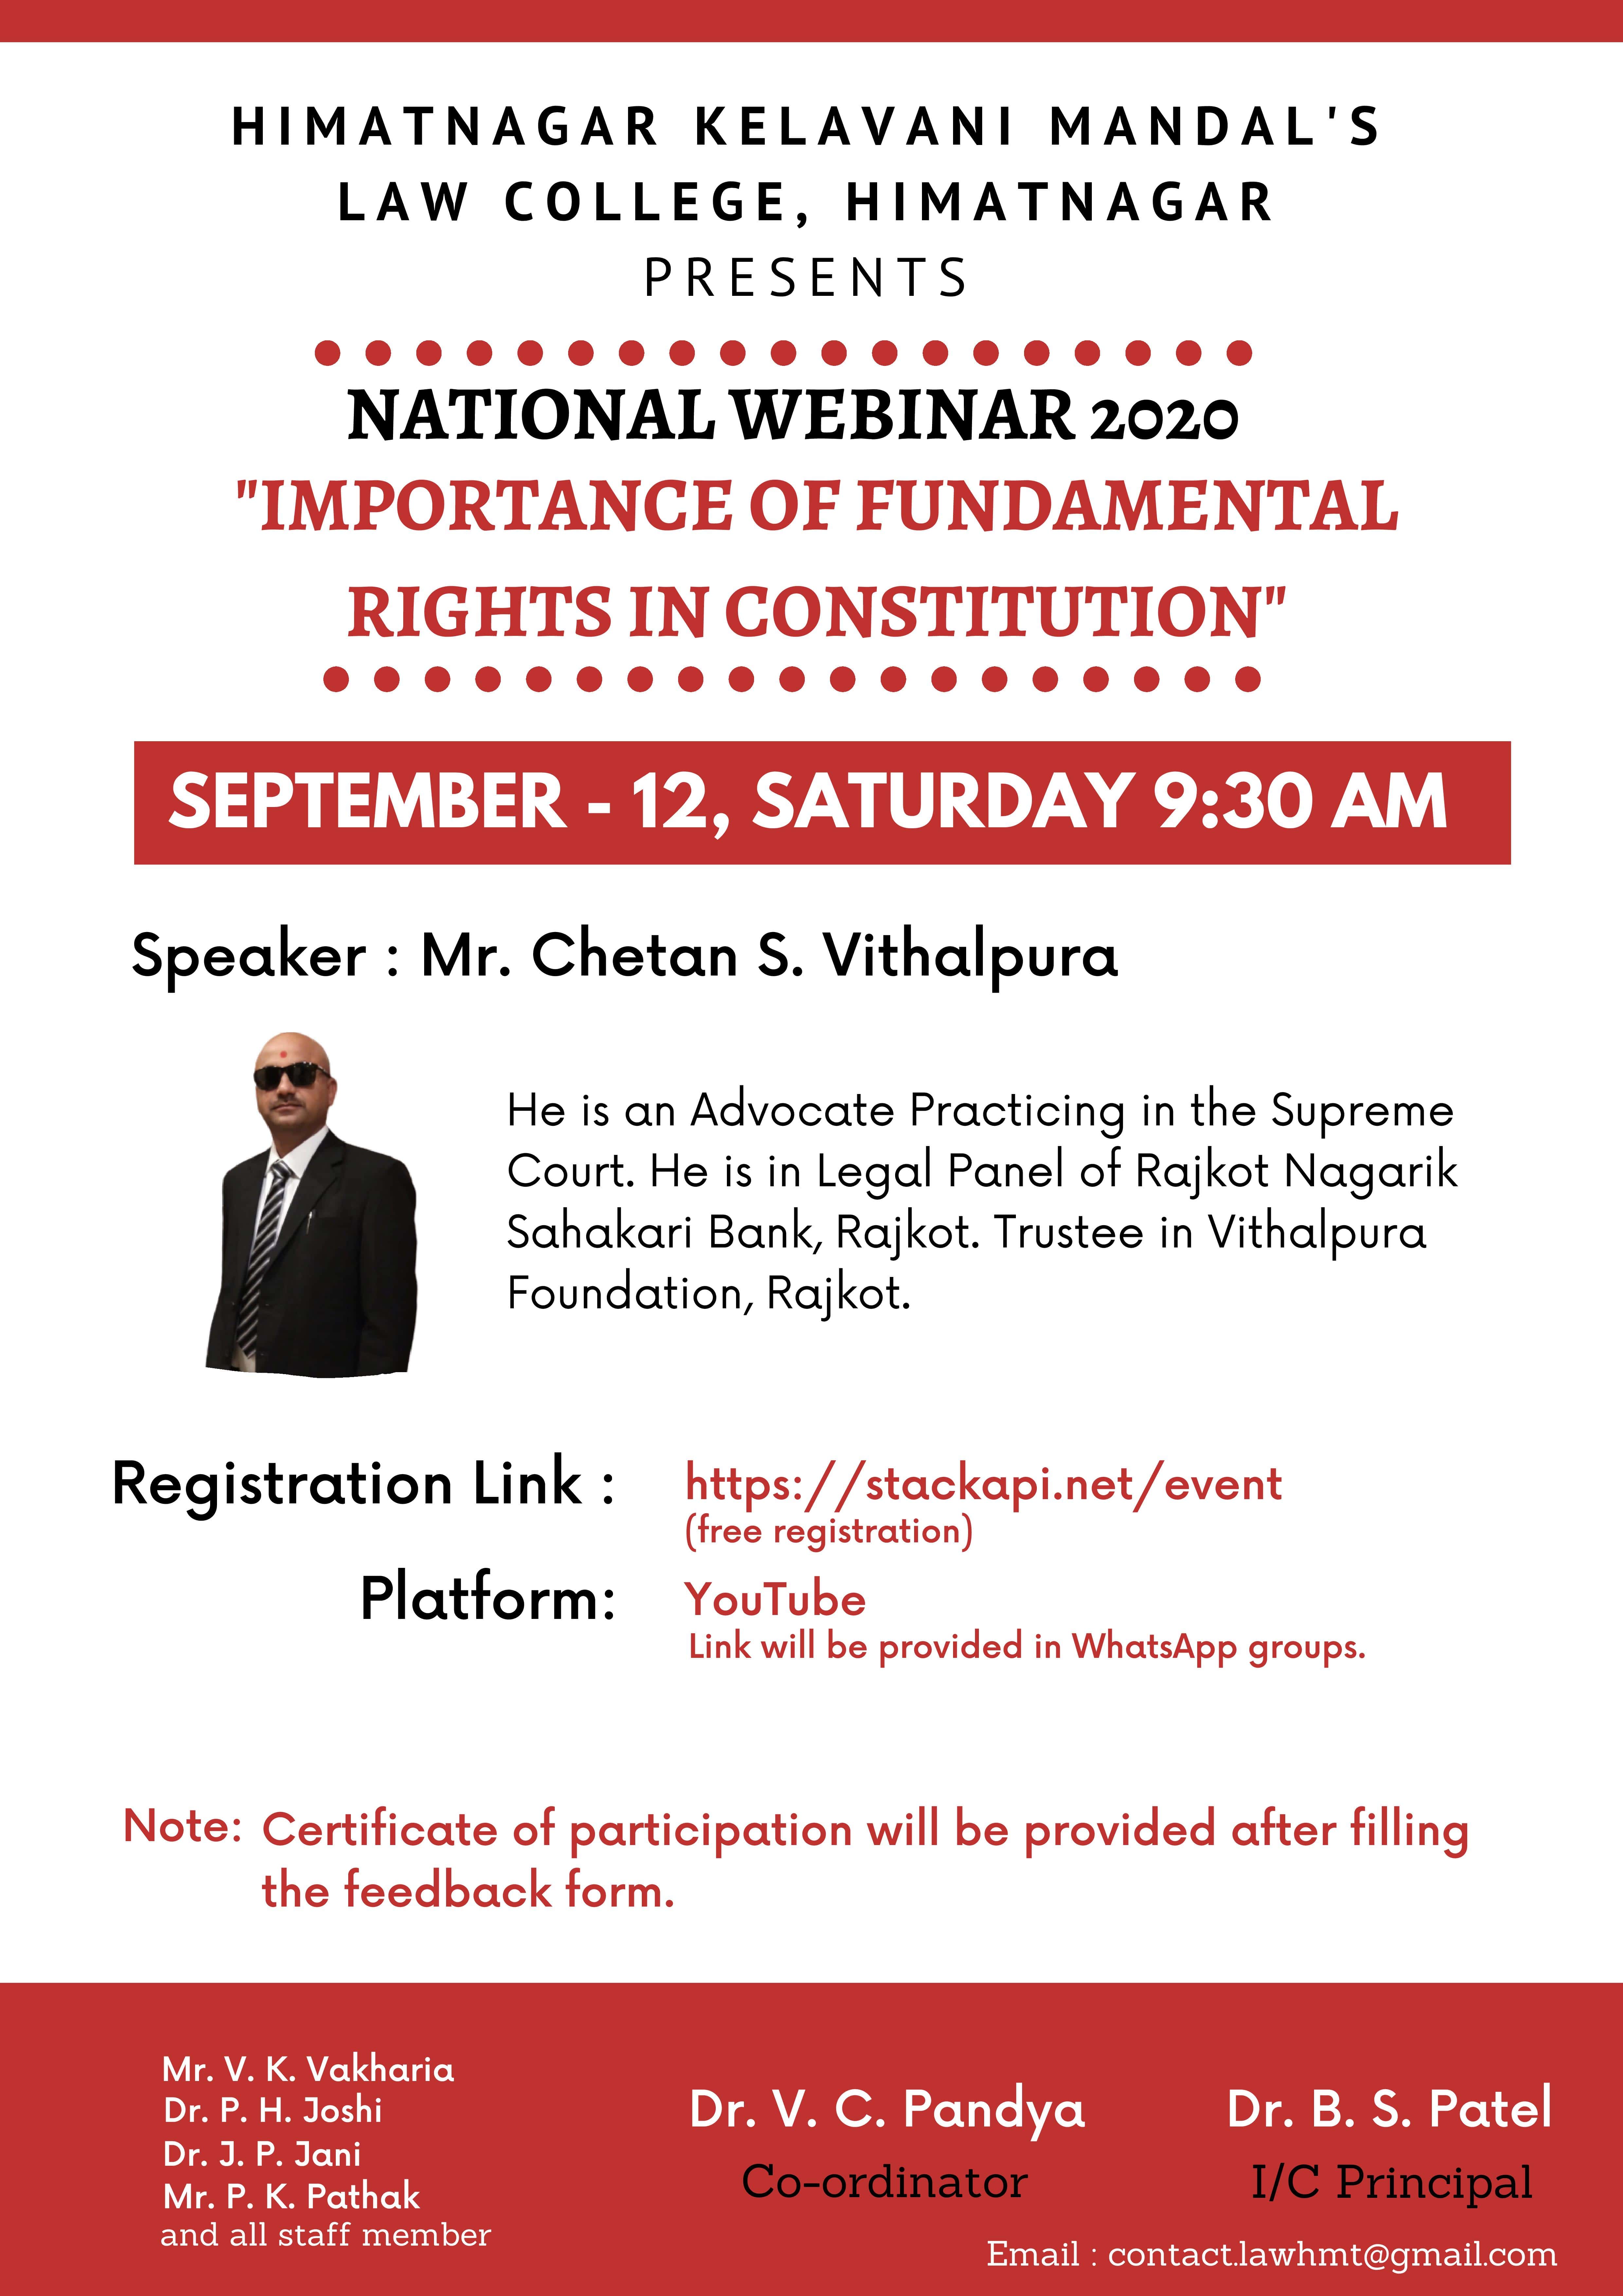 HIMATNAGAR KELAVANI MANDAL'S
LAW COLLEGE, HIMATNAGAR
PRESENTS
NATIONAL WEBINAR 2020
"IMPORTANCE OF FUNDAMENTAL
RIGHTS IN CONSTITUTION"
SEPTEMBER - 12, SATURDAY 9:30 AM
Speaker : Mr. Chetan S. Vithalpura
He is an Advocate Practicing in the Supreme
Court. He is in Legal Panel of Rajkot Nagarik
Sahakari Bank, Rajkot. Trustee in Vithalpura
Foundation, Rajkot.
Registration Link : https://stackapi.net/event
(free registration)
Platform: YouTube
Link will be provided in WhatsApp groups.
Note: Certificate of participation will be provided after filling
the feedback form.
Mr. V. K. Vakharia
Dr. P. H. Joshi
Dr. J. P. Jani
Mr. P. K. Pathak
and all staff member
Dr. V. C. Pandya
Co-ordinator
Dr. B. S. Patel
I/C Principal
Email : contact.lawhmt@gmail.com